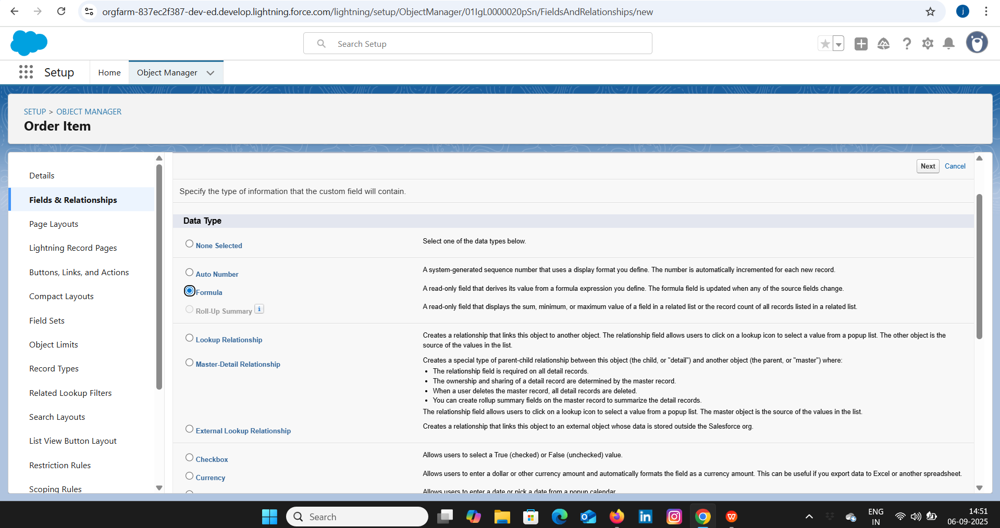 orgfarm-837ec2f387-dev-ed.develop.lightning.force.com/lightning/setup/ObjectManager/01IgL0000020pSn/FieldsAndRelationships/new
j
Search Setup
Setup
Home
Object Manager
SETUP > OBJECT MANAGER
Order Item
Details
Fields & Relationships
Page Layouts
Lightning Record Pages
Buttons, Links, and Actions
Compact Layouts
Field Sets
Object Limits
Record Types
Related Lookup Filters
Search Layouts
List View Button Layout
Restriction Rules
Scoping Rules
Next Cancel
Specify the type of information that the custom field will contain.
Data Type
None Selected
Select one of the data types below.
Auto Number
A system-generated sequence number that uses a display format you define. The number is automatically incremented for each new record.
Formula
A read-only field that derives its value from a formula expression you define. The formula field is updated when any of the source fields change.
Roll-Up Summary i
A read-only field that displays the sum, minimum, or maximum value of a field in a related list or the record count of all records listed in a related list.
Lookup Relationship
Creates a relationship that links this object to another object. The relationship field allows users to click on a lookup icon to select a value from a popup list. The other object is the
source of the values in the list.
Master-Detail Relationship
Creates a special type of parent-child relationship between this object (the child, or "detail") and another object (the parent, or "master") where:
• The relationship field is required on all detail records.
• The ownership and sharing of a detail record are determined by the master record.
• When a user deletes the master record, all detail records are deleted.
• You can create rollup summary fields on the master record to summarize the detail records.
The relationship field allows users to click on a lookup icon to select a value from a popup list. The master object is the source of the values in the list.
External Lookup Relationship
Creates a relationship that links this object to an external object whose data is stored outside the Salesforce org.
Checkbox
Allows users to select a True (checked) or False (unchecked) value.
Currency
Allows users to enter a dollar or other currency amount and automatically formats the field as a currency amount. This can be useful if you export data to Excel or another spreadsheet.
Allows users to enter a date or pick a date from a popup calendar.
Search
ENG
IN
14:51
06-09-2025